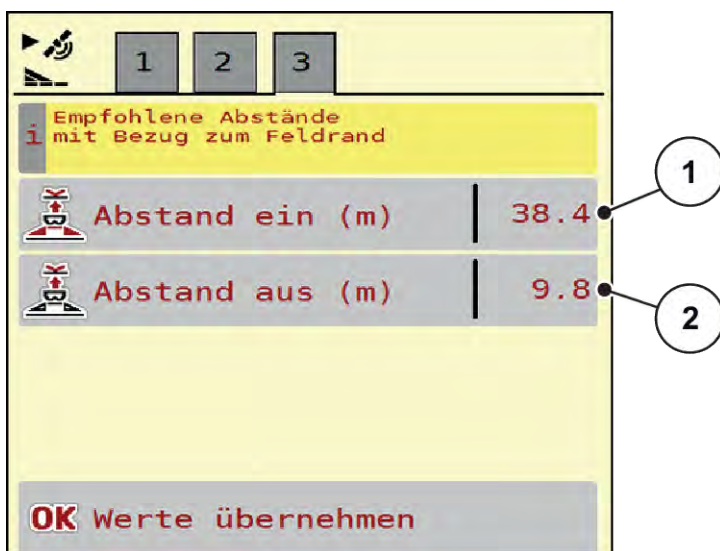 1 2 3
i Empfohlene Abstände
mit Bezug zum Feldrand
Abstand ein (m) 38.4
1
Abstand aus (m) 9.8
2
OK Werte übernehmen